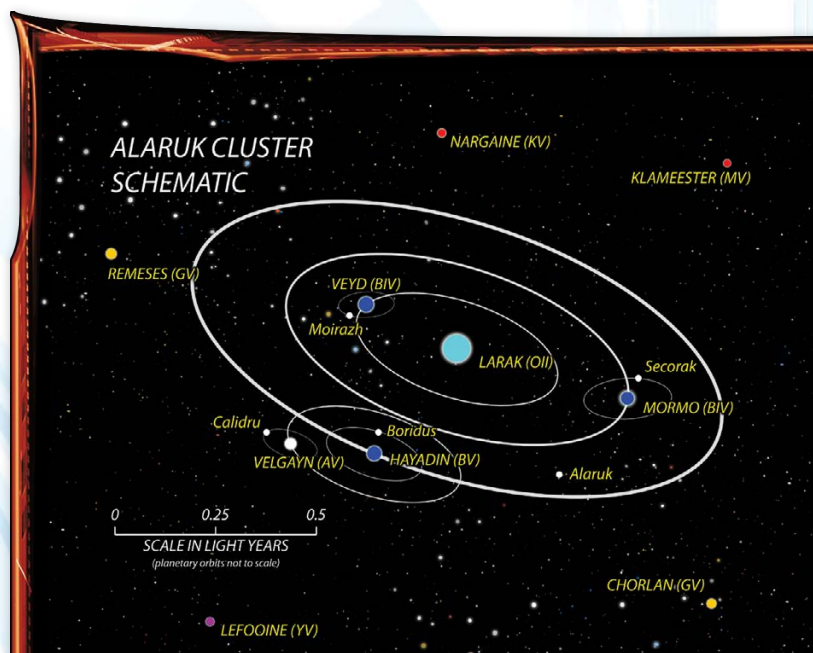 ALARUK CLUSTER
SCHEMATIC
NARGAINE (KV)
KLAMEESTER (MV)
REMESES (GV)
VEYD (BIV)
Moirazh
LARAK (OII)
Secorak
MORMO (BIV)
Calidru
Boridus
VELGAYN (AV)
HAYADIN (BV)
Alaruk
0 0.25 0.5
SCALE IN LIGHT YEARS
(planetary orbits not to scale)
CHORLAN (GV)
LEFOOINE (YV)